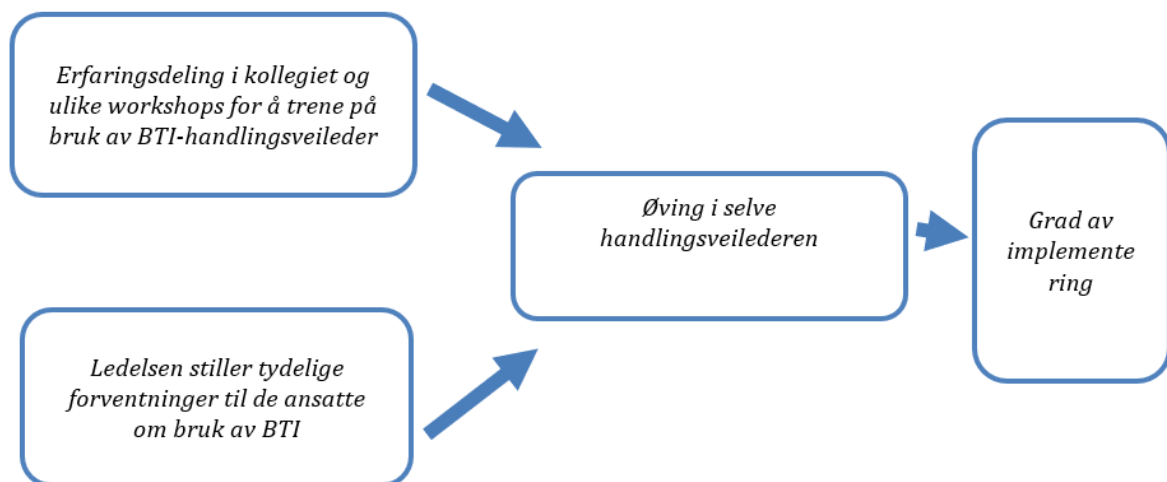 Erfaringsdeling i kollegiet og
ulike workshops for å trene på
bruk av BTI-handlingsveileder
Ledelsen stiller tydelige
forventninger til de ansatte
om bruk av BTI
Øving i selve
handlingsveilederen
Grad av
implemente
ring